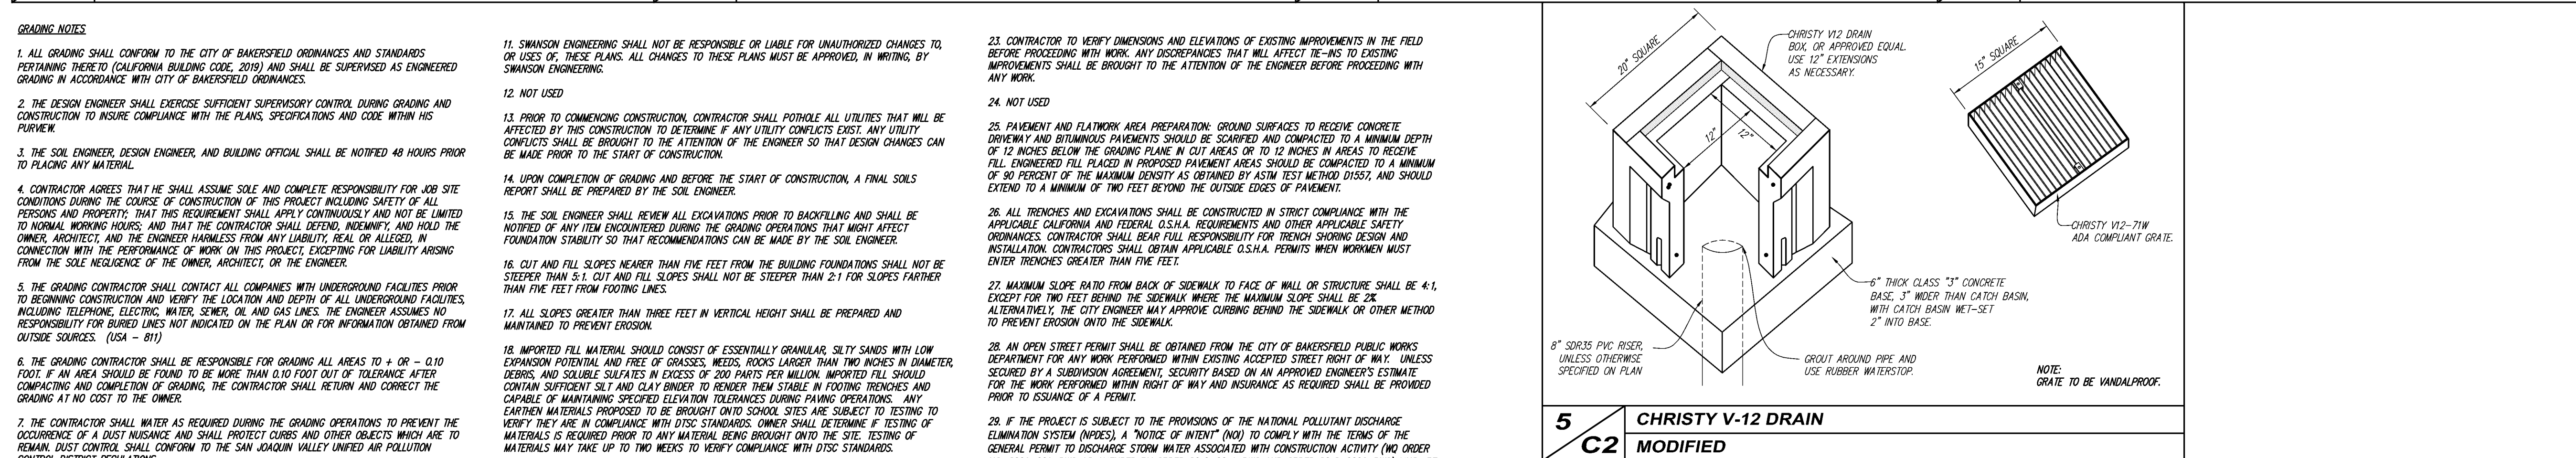 GRADING NOTES
1. ALL GRADING SHALL CONFORM TO THE CITY OF BAKERSFIELD ORDINANCES AND STANDARDS
PERTAINING THERETO (CALIFORNIA BUILDING CODE, 2019) AND SHALL BE SUPERVISED AS ENGINEERED
GRADING IN ACCORDANCE WITH CITY OF BAKERSFIELD ORDINANCES.
2. THE DESIGN ENGINEER SHALL EXERCISE SUFFICIENT SUPERVISORY CONTROL DURING GRADING AND
CONSTRUCTION TO INSURE COMPLIANCE WITH THE PLANS, SPECIFICATIONS AND CODE WITHIN HIS
PURVIEW.
3. THE SOIL ENGINEER, DESIGN ENGINEER, AND BUILDING OFFICIAL SHALL BE NOTIFIED 48 HOURS PRIOR
TO PLACING ANY MATERIAL.
4. CONTRACTOR AGREES THAT HE SHALL ASSUME SOLE AND COMPLETE RESPONSIBILITY FOR JOB SITE
CONDITIONS DURING THE COURSE OF CONSTRUCTION OF THIS PROJECT INCLUDING SAFETY OF ALL
PERSONS AND PROPERTY; THAT THIS REQUIREMENT SHALL APPLY CONTINUOUSLY AND NOT BE LIMITED
TO NORMAL WORKING HOURS; AND THAT THE CONTRACTOR SHALL DEFEND, INDEMNIFY, AND HOLD THE
OWNER, ARCHITECT, AND THE ENGINEER HARMLESS FROM ANY LIABILITY, REAL OR ALLEGED, IN
CONNECTION WITH THE PERFORMANCE OF WORK ON THIS PROJECT, EXCEPTING FOR LIABILITY ARISING
FROM THE SOLE NEGLIGENCE OF THE OWNER, ARCHITECT, OR THE ENGINEER.
5. THE GRADING CONTRACTOR SHALL CONTACT ALL COMPANIES WITH UNDERGROUND FACILITIES PRIOR
TO BEGINNING CONSTRUCTION AND VERIFY THE LOCATION AND DEPTH OF ALL UNDERGROUND FACILITIES,
INCLUDING TELEPHONE, ELECTRIC, WATER, SEWER, OIL AND GAS LINES. THE ENGINEER ASSUMES NO
RESPONSIBILITY FOR BURIED LINES NOT INDICATED ON THE PLAN OR FOR INFORMATION OBTAINED FROM
OUTSIDE SOURCES. (USA - 811)
6. THE GRADING CONTRACTOR SHALL BE RESPONSIBLE FOR GRADING ALL AREAS TO + OR - 0.10
FOOT. IF AN AREA SHOULD BE FOUND TO BE MORE THAN 0.10 FOOT OUT OF TOLERANCE AFTER
COMPACTING AND COMPLETION OF GRADING, THE CONTRACTOR SHALL RETURN AND CORRECT THE
GRADING AT NO COST TO THE OWNER.
7. THE CONTRACTOR SHALL WATER AS REQUIRED DURING THE GRADING OPERATIONS TO PREVENT THE
OCCURRENCE OF A DUST NUISANCE AND SHALL PROTECT CURBS AND OTHER OBJECTS WHICH ARE TO
REMAIN. DUST CONTROL SHALL CONFORM TO THE SAN JOAQUIN VALLEY UNIFIED AIR POLLUTION
11. SWANSON ENGINEERING SHALL NOT BE RESPONSIBLE OR LIABLE FOR UNAUTHORIZED CHANGES TO,
OR USES OF, THESE PLANS. ALL CHANGES TO THESE PLANS MUST BE APPROVED, IN WRITING, BY
SWANSON ENGINEERING.
12. NOT USED
13. PRIOR TO COMMENCING CONSTRUCTION, CONTRACTOR SHALL POTHOLE ALL UTILITIES THAT WILL BE
AFFECTED BY THIS CONSTRUCTION TO DETERMINE IF ANY UTILITY CONFLICTS EXIST. ANY UTILITY
CONFLICTS SHALL BE BROUGHT TO THE ATTENTION OF THE ENGINEER SO THAT DESIGN CHANGES CAN
BE MADE PRIOR TO THE START OF CONSTRUCTION.
14. UPON COMPLETION OF GRADING AND BEFORE THE START OF CONSTRUCTION, A FINAL SOILS
REPORT SHALL BE PREPARED BY THE SOIL ENGINEER.
15. THE SOIL ENGINEER SHALL REVIEW ALL EXCAVATIONS PRIOR TO BACKFILLING AND SHALL BE
NOTIFIED OF ANY ITEM ENCOUNTERED DURING THE GRADING OPERATIONS THAT MIGHT AFFECT
FOUNDATION STABILITY SO THAT RECOMMENDATIONS CAN BE MADE BY THE SOIL ENGINEER.
16. CUT AND FILL SLOPES NEARER THAN FIVE FEET FROM THE BUILDING FOUNDATIONS SHALL NOT BE
STEEPER THAN 5:1. CUT AND FILL SLOPES SHALL NOT BE STEEPER THAN 2:1 FOR SLOPES FARTHER
THAN FIVE FEET FROM FOOTING LINES.
17. ALL SLOPES GREATER THAN THREE FEET IN VERTICAL HEIGHT SHALL BE PREPARED AND
MAINTAINED TO PREVENT EROSION.
18. IMPORTED FILL MATERIAL SHOULD CONSIST OF ESSENTIALLY GRANULAR, SILTY SANDS WITH LOW
EXPANSION POTENTIAL AND FREE OF GRASSES, WEEDS, ROCKS LARGER THAN TWO INCHES IN DIAMETER,
DEBRIS, AND SOLUBLE SULFATES IN EXCESS OF 200 PARTS PER MILLION. IMPORTED FILL SHOULD
CONTAIN SUFFICIENT SILT AND CLAY BINDER TO RENDER THEM STABLE IN FOOTING TRENCHES AND
CAPABLE OF MAINTAINING SPECIFIED ELEVATION TOLERANCES DURING PAVING OPERATIONS. ANY
EARTHEN MATERIALS PROPOSED TO BE BROUGHT ONTO SCHOOL SITES ARE SUBJECT TO TESTING TO
VERIFY THEY ARE IN COMPLIANCE WITH DTSC STANDARDS. OWNER SHALL DETERMINE IF TESTING OF
MATERIALS IS REQUIRED PRIOR TO ANY MATERIAL BEING BROUGHT ONTO THE SITE. TESTING OF
MATERIALS MAY TAKE UP TO TWO WEEKS TO VERIFY COMPLIANCE WITH DTSC STANDARDS.
23. CONTRACTOR TO VERIFY DIMENSIONS AND ELEVATIONS OF EXISTING IMPROVEMENTS IN THE FIELD
BEFORE PROCEEDING WITH WORK. ANY DISCREPANCIES THAT WILL AFFECT TIE-INS TO EXISTING
IMPROVEMENTS SHALL BE BROUGHT TO THE ATTENTION OF THE ENGINEER BEFORE PROCEEDING WITH
ANY WORK.
24. NOT USED
25. PAVEMENT AND FLATWORK AREA PREPARATION: GROUND SURFACES TO RECEIVE CONCRETE
DRIVEWAY AND BITUMINOUS PAVEMENTS SHOULD BE SCARIFIED AND COMPACTED TO A MINIMUM DEPTH
OF 12 INCHES BELOW THE GRADING PLANE IN CUT AREAS OR TO 12 INCHES IN AREAS TO RECEIVE
FILL. ENGINEERED FILL PLACED IN PROPOSED PAVEMENT AREAS SHOULD BE COMPACTED TO A MINIMUM
OF 90 PERCENT OF THE MAXIMUM DENSITY AS OBTAINED BY ASTM TEST METHOD D1557, AND SHOULD
EXTEND TO A MINIMUM OF TWO FEET BEYOND THE OUTSIDE EDGES OF PAVEMENT.
26. ALL TRENCHES AND EXCAVATIONS SHALL BE CONSTRUCTED IN STRICT COMPLIANCE WITH THE
APPLICABLE CALIFORNIA AND FEDERAL O.S.H.A. REQUIREMENTS AND OTHER APPLICABLE SAFETY
ORDINANCES. CONTRACTOR SHALL BEAR FULL RESPONSIBILITY FOR TRENCH SHORING DESIGN AND
INSTALLATION. CONTRACTORS SHALL OBTAIN APPLICABLE O.S.H.A. PERMITS WHEN WORKMEN MUST
ENTER TRENCHES GREATER THAN FIVE FEET.
27. MAXIMUM SLOPE RATIO FROM BACK OF SIDEWALK TO FACE OF WALL OR STRUCTURE SHALL BE 4:1,
EXCEPT FOR TWO FEET BEHIND THE SIDEWALK WHERE THE MAXIMUM SLOPE SHALL BE 2%.
ALTERNATIVELY, THE CITY ENGINEER MAY APPROVE CURBING BEHIND THE SIDEWALK OR OTHER METHOD
TO PREVENT EROSION ONTO THE SIDEWALK.
28. AN OPEN STREET PERMIT SHALL BE OBTAINED FROM THE CITY OF BAKERSFIELD PUBLIC WORKS
DEPARTMENT FOR ANY WORK PERFORMED WITHIN EXISTING ACCEPTED STREET RIGHT OF WAY. UNLESS
SECURED BY A SUBDIVISION AGREEMENT, SECURITY BASED ON AN APPROVED ENGINEER'S ESTIMATE
FOR THE WORK PERFORMED WITHIN RIGHT OF WAY AND INSURANCE AS REQUIRED SHALL BE PROVIDED
PRIOR TO ISSUANCE OF A PERMIT.
29. IF THE PROJECT IS SUBJECT TO THE PROVISIONS OF THE NATIONAL POLLUTANT DISCHARGE
ELIMINATION SYSTEM (NPDES), A "NOTICE OF INTENT" (NOI) TO COMPLY WITH THE TERMS OF THE
GENERAL PERMIT TO DISCHARGE STORM WATER ASSOCIATED WITH CONSTRUCTION ACTIVITY (WQ ORDER
20" SQUARE
CHRISTY V12 DRAIN
BOX, OR APPROVED EQUAL.
USE 12" EXTENSIONS
AS NECESSARY.
15" SQUARE
12"
12"
CHRISTY V12-71W
ADA COMPLIANT GRATE.
6" THICK CLASS "3" CONCRETE
BASE, 3" WIDER THAN CATCH BASIN,
WITH CATCH BASIN WET-SET
2" INTO BASE.
8" SDR35 PVC RISER,
UNLESS OTHERWISE
SPECIFIED ON PLAN
GROUT AROUND PIPE AND
USE RUBBER WATERSTOP.
NOTE:
GRATE TO BE VANDALPROOF.
5
C2
CHRISTY V-12 DRAIN
MODIFIED